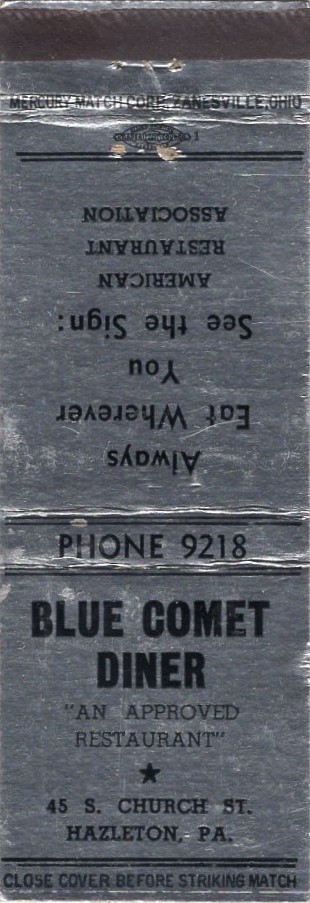 MERCURY MATCH CORP., ZANESVILLE, OHIO
Always
Eat Wherever
You
See the Sign:
AMERICAN
RESTAURANT
ASSOCIATION
PHONE 9218
BLUE COMET
DINER
"AN APPROVED
RESTAURANT"
45 S. CHURCH ST.
HAZLETON, PA.
CLOSE COVER BEFORE STRIKING MATCH